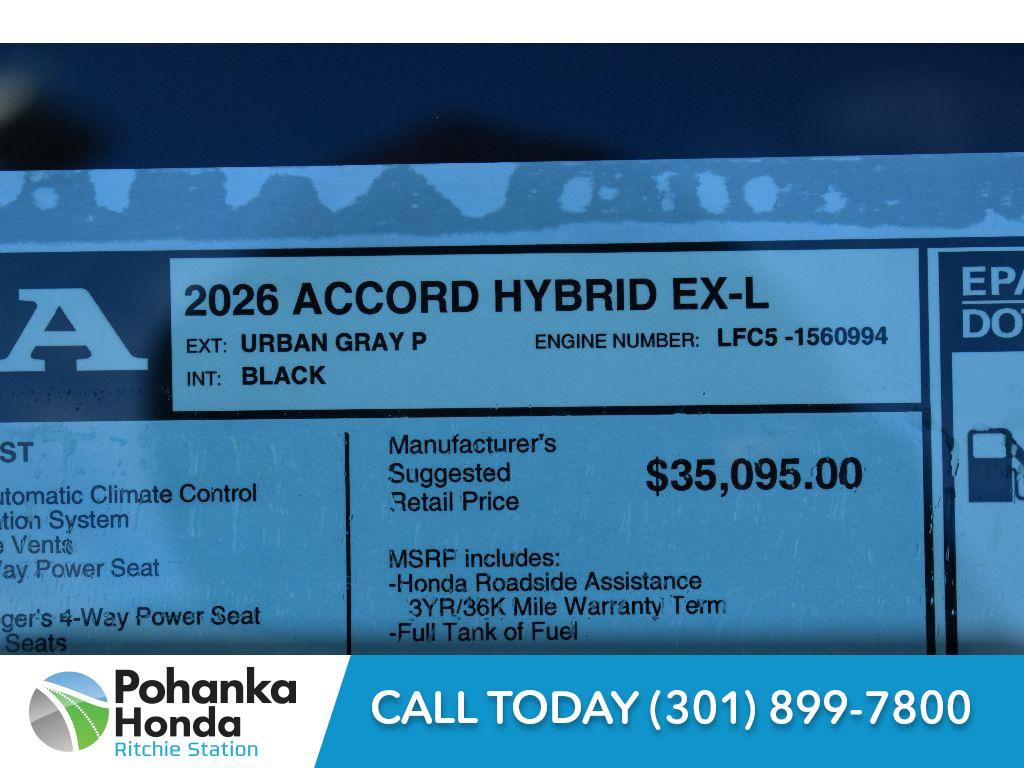 A
2026 ACCORD HYBRID EX-L
EXT: URBAN GRAY P
ENGINE NUMBER: LFC5 -1560994
INT: BLACK
EPA
DO
ST
utomatic Climate Control
ation System
e Vents
Way Power Seat
ger's 4-Way Power Seat
Seats
Manufacturer's
Suggested
Retail Price
$35,095.00
MSRP includes:
-Honda Roadside Assistance
3YR/36K Mile Warranty Term
-Full Tank of Fuel
Pohanka
Honda
Ritchie Station
CALL TODAY (301) 899-7800